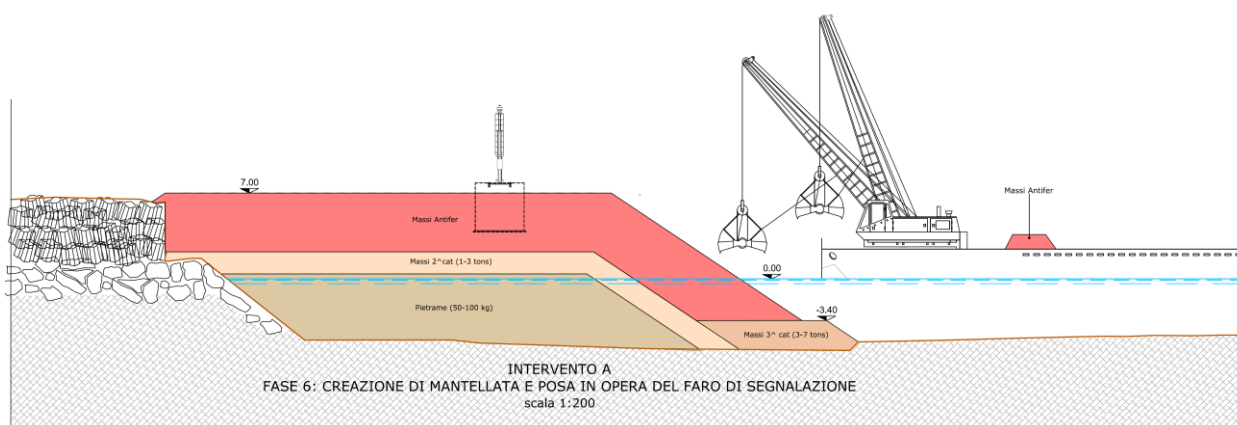 7.00
Massi Antifer
Massi Antifer
Massi 2^cat (1-3 tons)
0.00
Pietrame (50-100 kg)
-3.40
Massi 3^ cat (3-7 tons)
INTERVENTO A
FASE 6: CREAZIONE DI MANTELLATA E POSA IN OPERA DEL FARO DI SEGNALAZIONE
scala 1:200